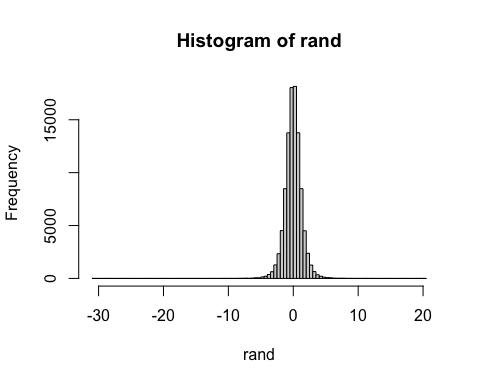 Histogram of rand
Frequency
15000
5000
0
-30 -20 -10 0 10 20
rand